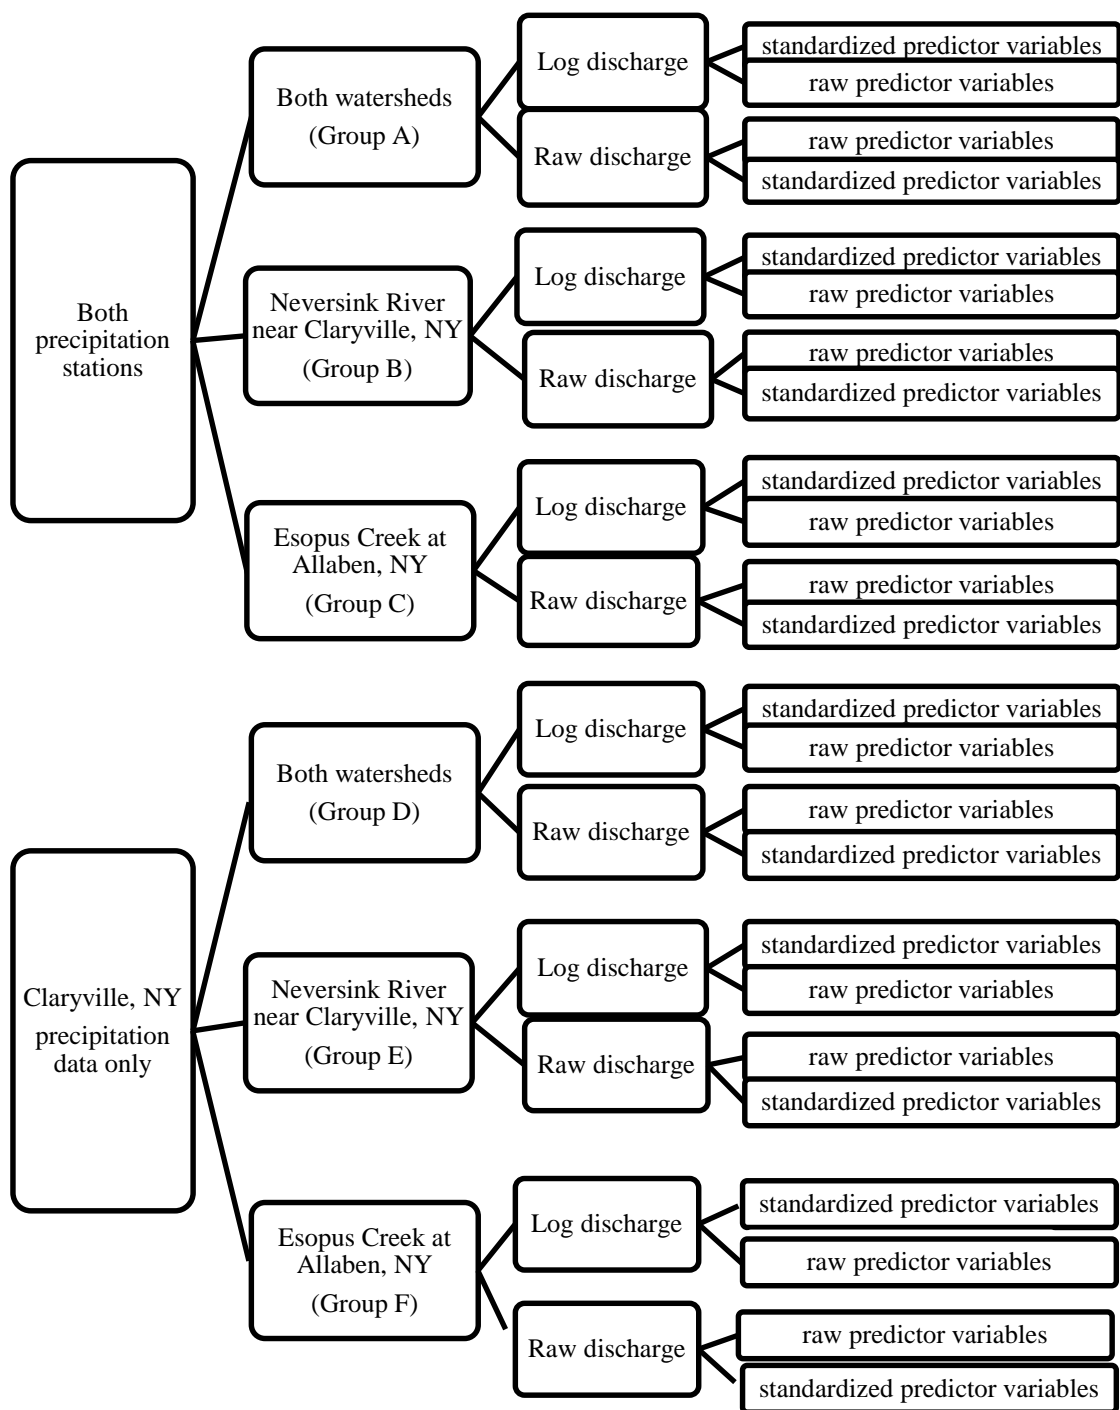 Both
precipitation
stations
Both watersheds
(Group A)
Log discharge
standardized predictor variables
raw predictor variables
Raw discharge
raw predictor variables
standardized predictor variables
Neversink River
near Claryville, NY
(Group B)
Log discharge
standardized predictor variables
raw predictor variables
Raw discharge
raw predictor variables
standardized predictor variables
Esopus Creek at
Allaben, NY
(Group C)
Log discharge
standardized predictor variables
raw predictor variables
Raw discharge
raw predictor variables
standardized predictor variables
Claryville, NY
precipitation
data only
Both watersheds
(Group D)
Log discharge
standardized predictor variables
raw predictor variables
Raw discharge
raw predictor variables
standardized predictor variables
Neversink River
near Claryville, NY
(Group E)
Log discharge
standardized predictor variables
raw predictor variables
Raw discharge
raw predictor variables
standardized predictor variables
Esopus Creek at
Allaben, NY
(Group F)
Log discharge
standardized predictor variables
raw predictor variables
Raw discharge
raw predictor variables
standardized predictor variables